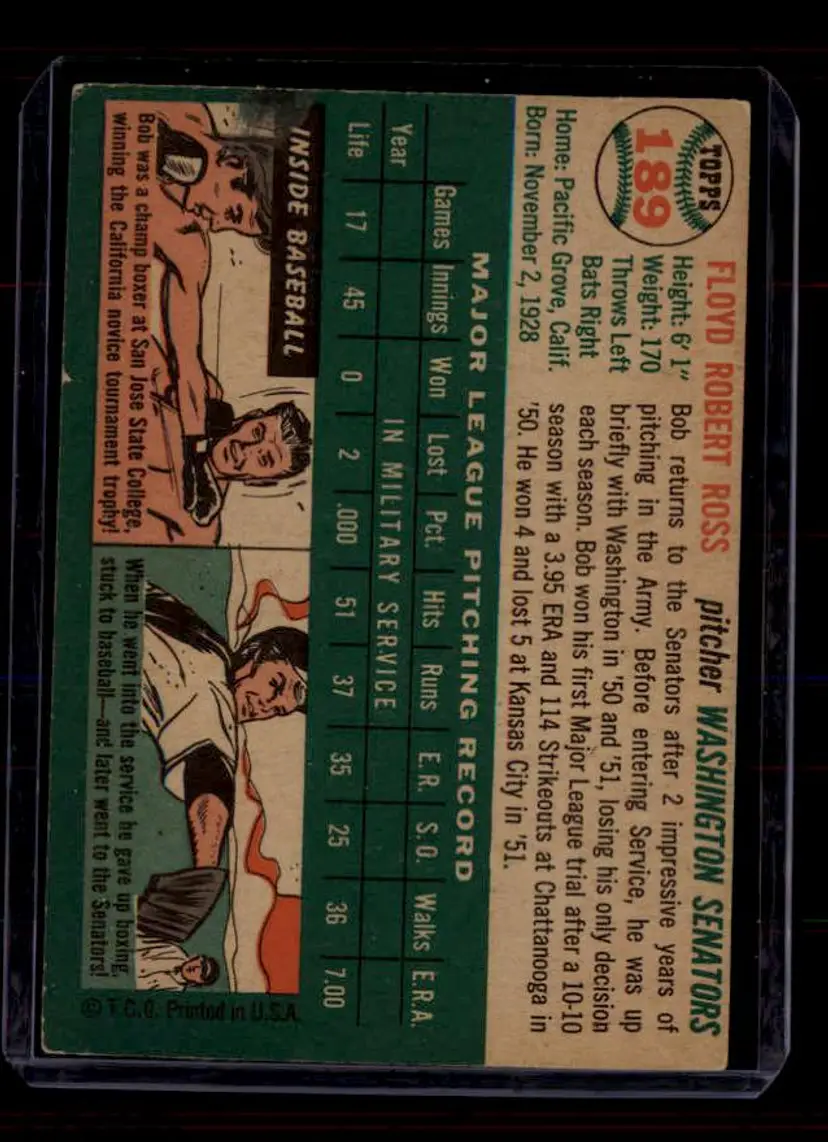 TOPPS
189
FLOYD ROBERT ROSS
pitcher WASHINGTON SENATORS
Height: 6'1"
Weight: 170
Throws Left
Bats Right
Home: Pacific Grove, Calif.
Born: November 2, 1928
Bob returns to the Senators after 2 impressive years of
pitching in the Army. Before entering Service, he was up
briefly with Washington in '50 and '51, losing his only decision
each season. Bob won his first Major League trial after a 10-10
season with a 3.95 ERA and 114 Strikeouts at Chattanooga in
'50. He won 4 and lost 5 at Kansas City in '51.
MAJOR LEAGUE PITCHING RECORD
Games Innings Won Lost Pct. Hits Runs E.R. S.O. Walks E.R.A.
Year IN MILITARY SERVICE
Life 17 45 0 2 .000 51 37 35 25 36 7.00
INSIDE BASEBALL
Bob was a champ boxer at San Jose State College,
winning the California novice tournament trophy!
When he went into the service he gave up boxing,
stuck to baseball—and later went to the Senators!
© T.C.G. Printed in U.S.A.